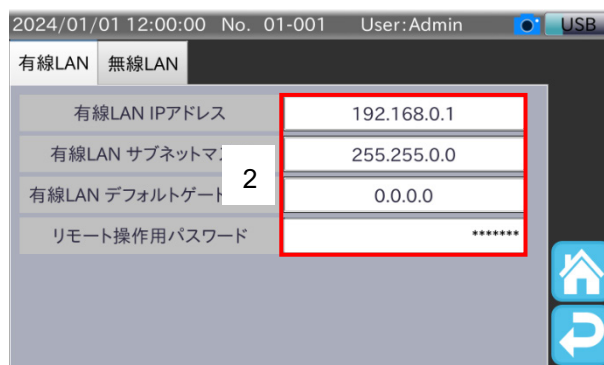 2024/01/01 12:00:00 No. 01-001 User:Admin USB
有線LAN 無線LAN
有線LAN IPアドレス 192.168.0.1
有線LAN サブネットマ 255.255.0.0
2
有線LAN デフォルトゲート 0.0.0.0
リモート操作用パスワード *******